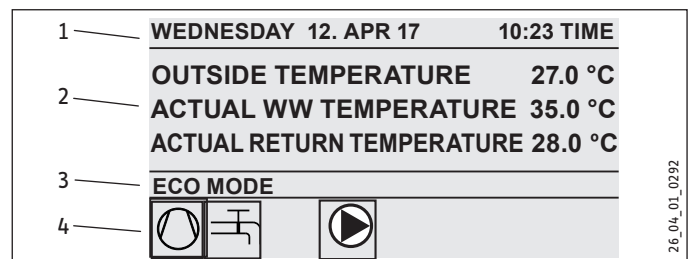 1 WEDNESDAY 12. APR 17 10:23 TIME
2 OUTSIDE TEMPERATURE 27.0 °C
ACTUAL WW TEMPERATURE 35.0 °C
ACTUAL RETURN TEMPERATURE 28.0 °C
3 ECO MODE
4
26_04_01_0292